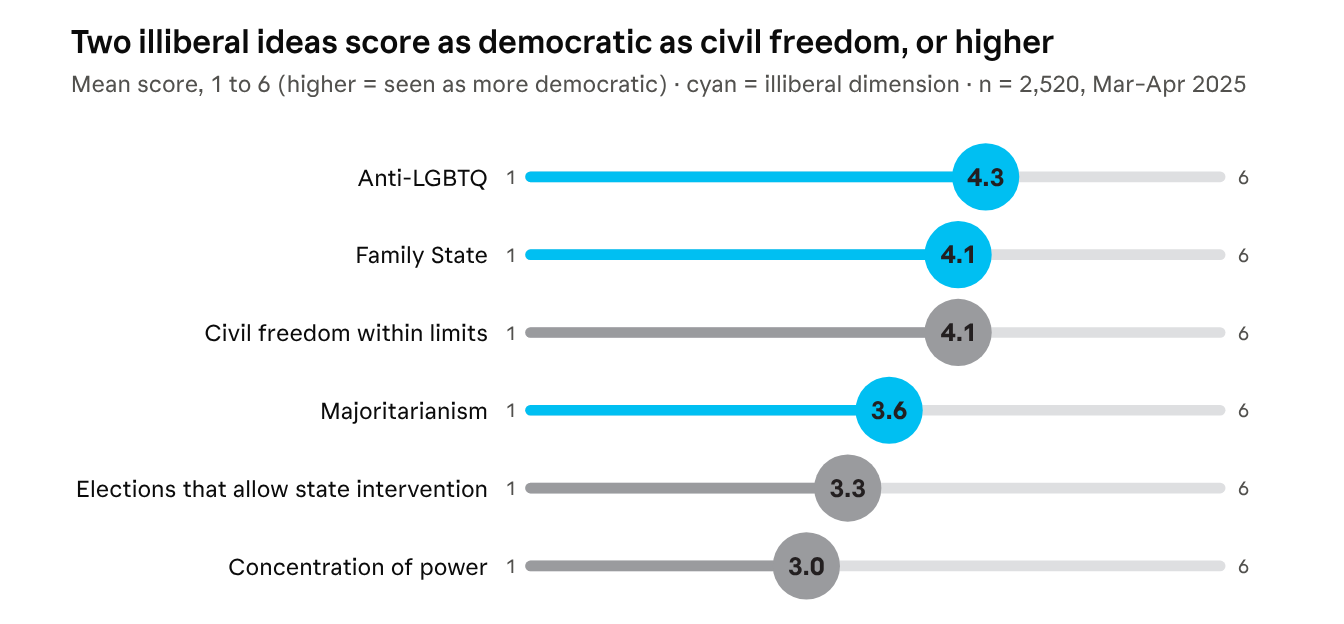 Two illiberal ideas score as democratic as civil freedom, or higher
Mean score, 1 to 6 (higher = seen as more democratic) · cyan = illiberal dimension · n = 2,520, Mar–Apr 2025
Anti-LGBTQ 1 4.3 6
Family State 1 4.1 6
Civil freedom within limits 1 4.1 6
Majoritarianism 1 3.6 6
Elections that allow state intervention 1 3.3 6
Concentration of power 1 3.0 6